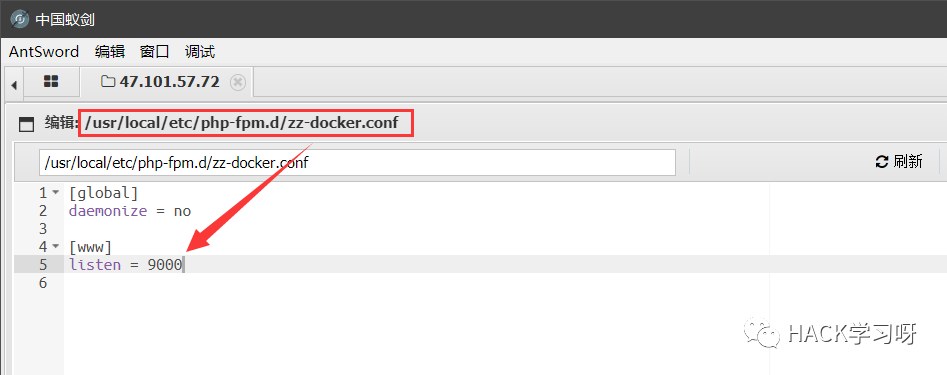 中国蚁剑
AntSword 编辑 窗口 调试
47.101.57.72
编辑: /usr/local/etc/php-fpm.d/zz-docker.conf
/usr/local/etc/php-fpm.d/zz-docker.conf 刷新
1 [global]
2 daemonize = no
3
4 [www]
5 listen = 9000
6
HACK学习呀